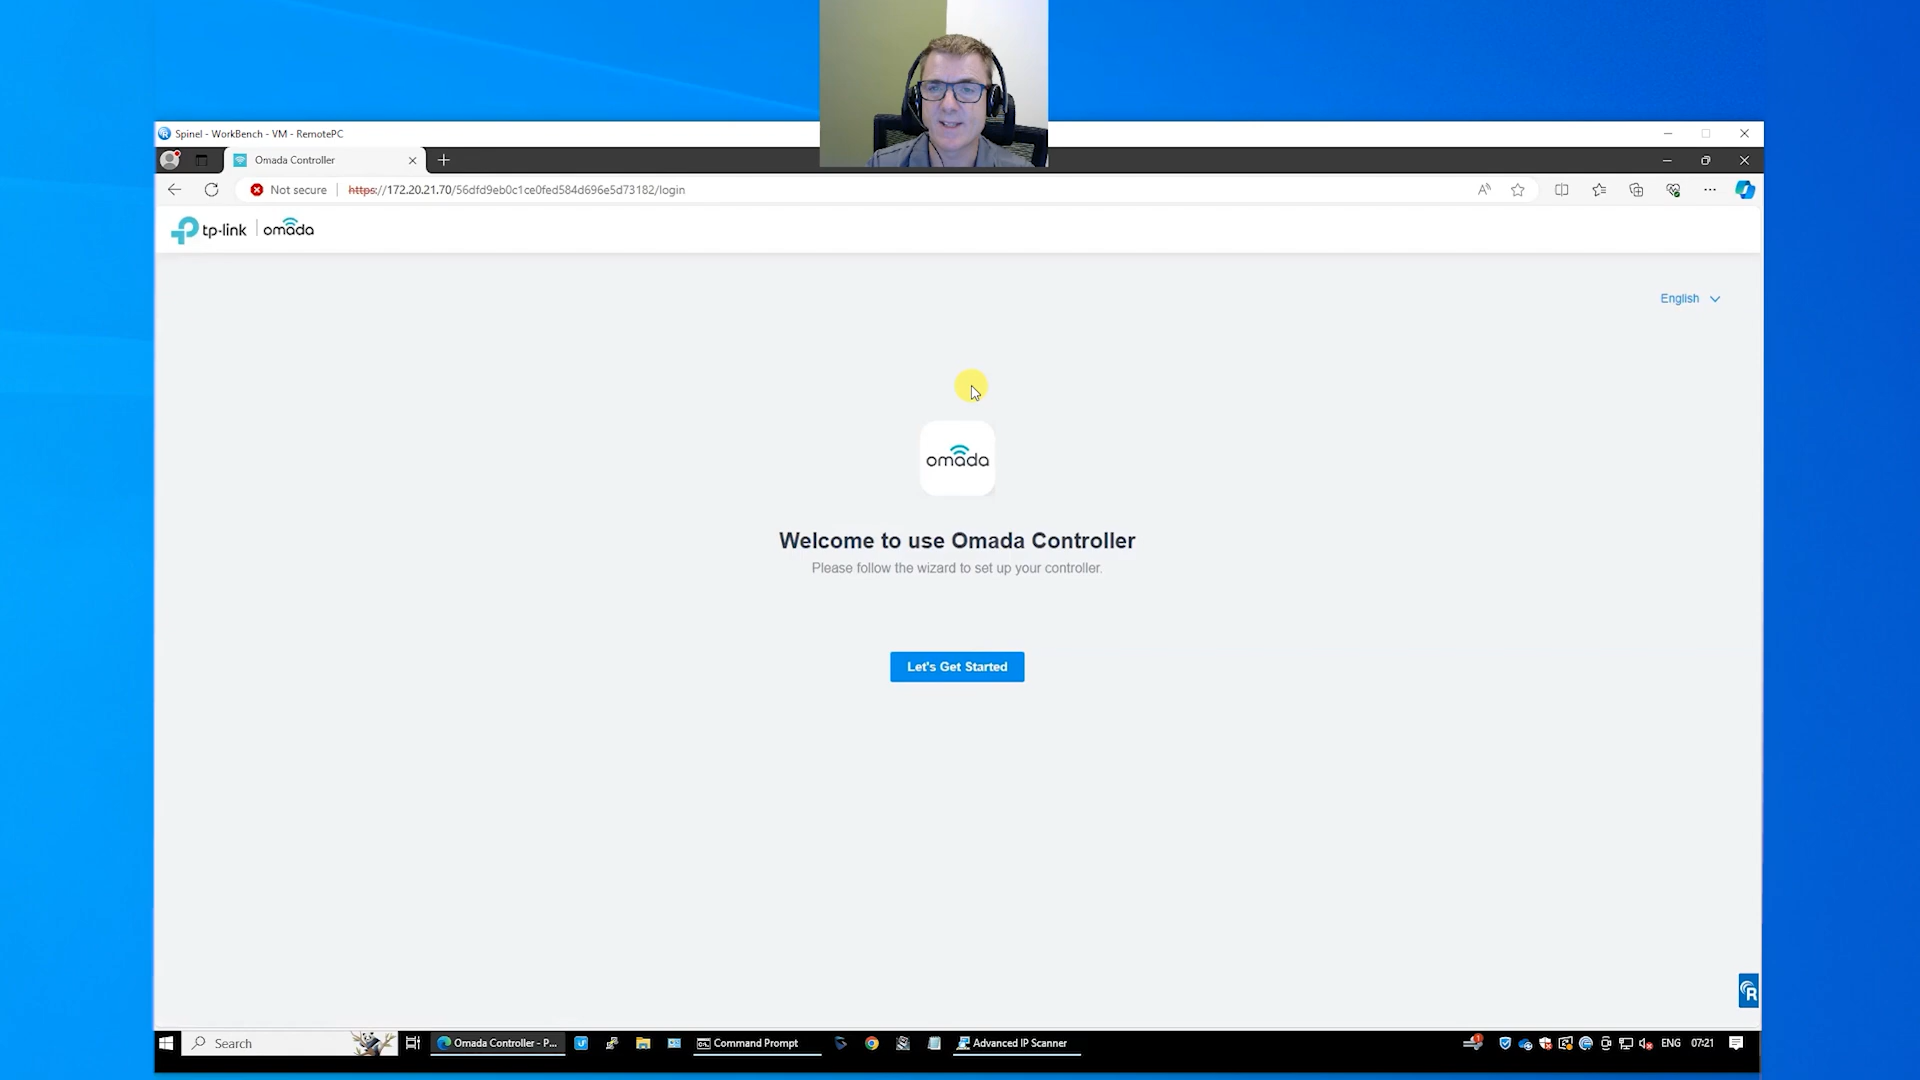 Spinel - WorkBench - VM - RemotePC
Omada Controller
Not secure
https://172.20.21.70/56dfd9eb0c1ce0fed584d696e5d73182/login
tp-link | omada
English
omada
Welcome to use Omada Controller
Please follow the wizard to set up your controller.
Let's Get Started
Search
Omada Controller - P...
Command Prompt
Advanced IP Scanner
ENG
07:21